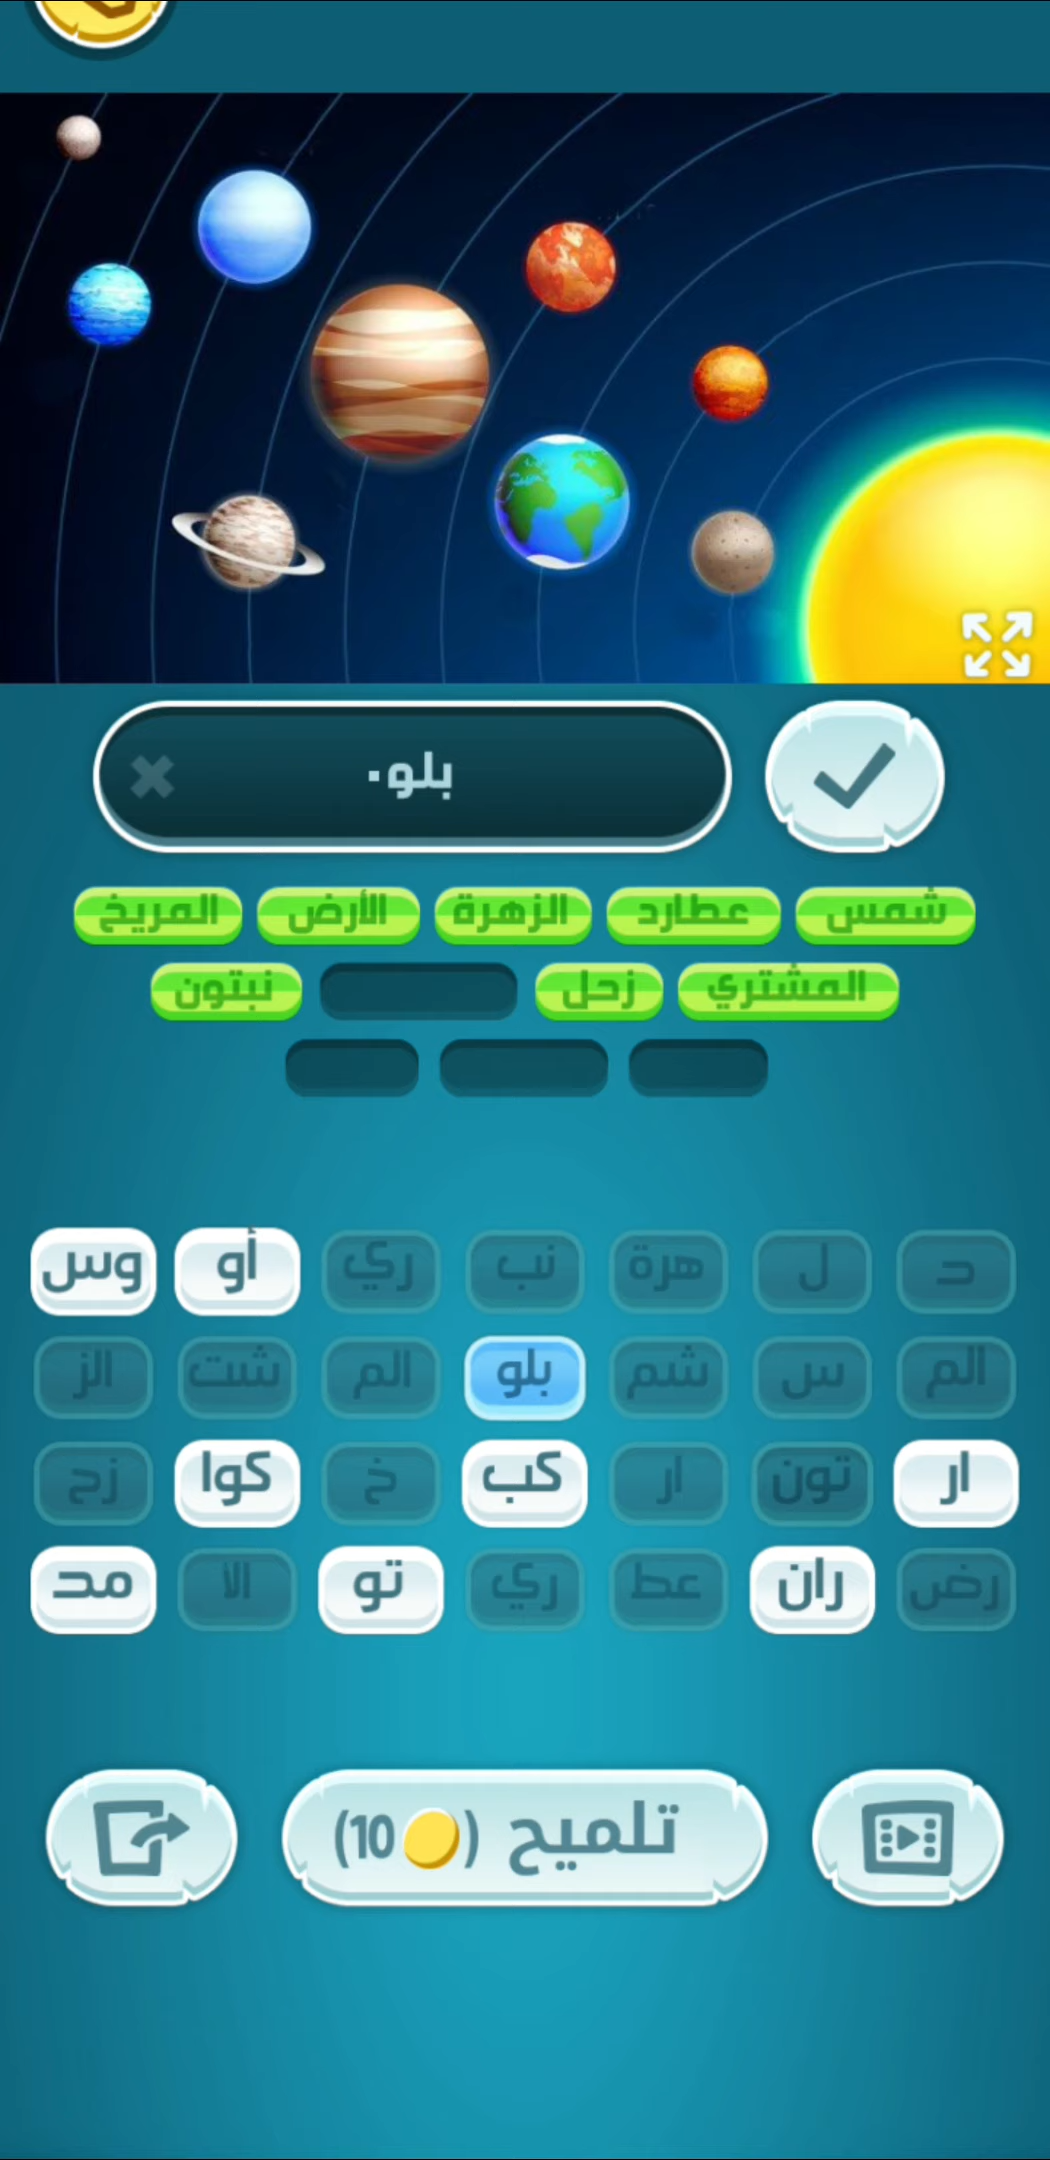 بلو.
شمس عطارد الزهرة الأرض المريخ
المشتري زحل نبتون
د ل هرة نب ري أو وس
الم س شم بلو الم شت الز
ار تون ار كب خ كوا زح
رض ران عط ري تو الا مد
تلميح (10)